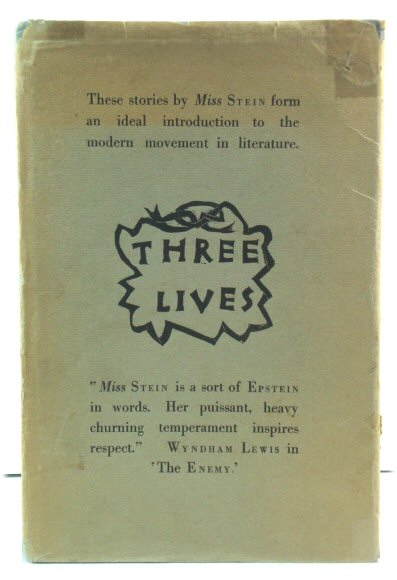 These stories by Miss STEIN form
an ideal introduction to the
modern movement in literature.
THREE
LIVES
"Miss STEIN is a sort of EPSTEIN
in words. Her puissant, heavy
churning temperament inspires
respect." WYNDHAM LEWIS in
'The ENEMY.'